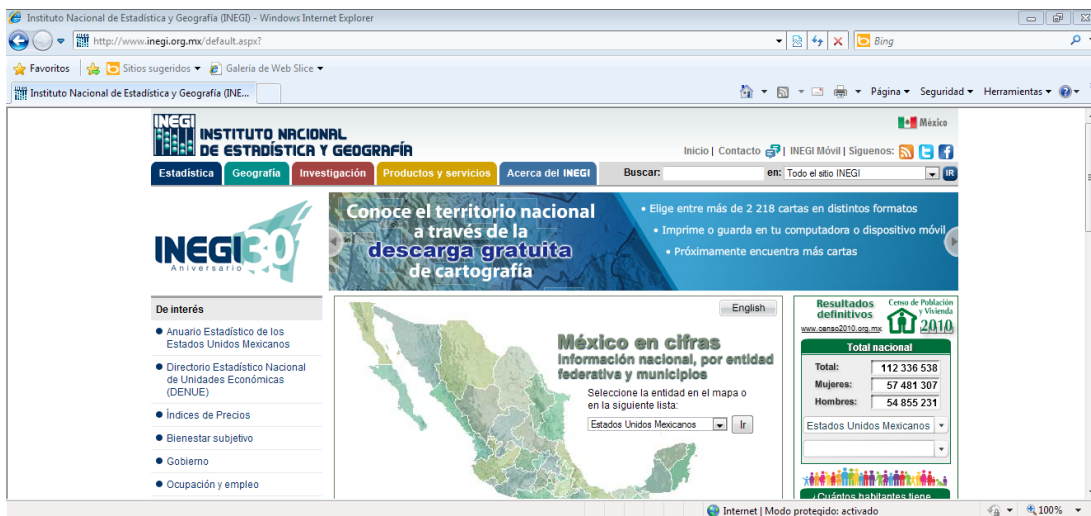 Instituto Nacional de Estadística y Geografía (INEGI) - Windows Internet Explorer
http://www.inegi.org.mx/default.aspx?
Bing
Favoritos
Sitios sugeridos
Galería de Web Slice
Instituto Nacional de Estadística y Geografía (INE...
Página
Seguridad
Herramientas
INEGI
INSTITUTO NACIONAL
DE ESTADÍSTICA Y GEOGRAFÍA
México
Inicio | Contacto | INEGI Móvil | Síguenos:
Estadística
Geografía
Investigación
Productos y servicios
Acerca del INEGI
Buscar:
en: Todo el sitio INEGI
IR
INEGI 30
Aniversario
Conoce el territorio nacional
a través de la
descarga gratuita
de cartografía
• Elige entre más de 2 218 cartas en distintos formatos
• Imprime o guarda en tu computadora o dispositivo móvil
• Próximamente encuentra más cartas
De interés
Anuario Estadístico de los
Estados Unidos Mexicanos
Directorio Estadístico Nacional
de Unidades Económicas
(DENUE)
Índices de Precios
Bienestar subjetivo
Gobierno
Ocupación y empleo
English
México en cifras
Información nacional, por entidad
federativa y municipios
Seleccione la entidad en el mapa o
en la siguiente lista:
Estados Unidos Mexicanos
Ir
Resultados
definitivos
www.censo2010.org.mx
Censo de Población
y Vivienda
2010
Total nacional
Total: 112 336 538
Mujeres: 57 481 307
Hombres: 54 855 231
Estados Unidos Mexicanos
¿Cuántos habitantes tiene
Internet | Modo protegido: activado
100%